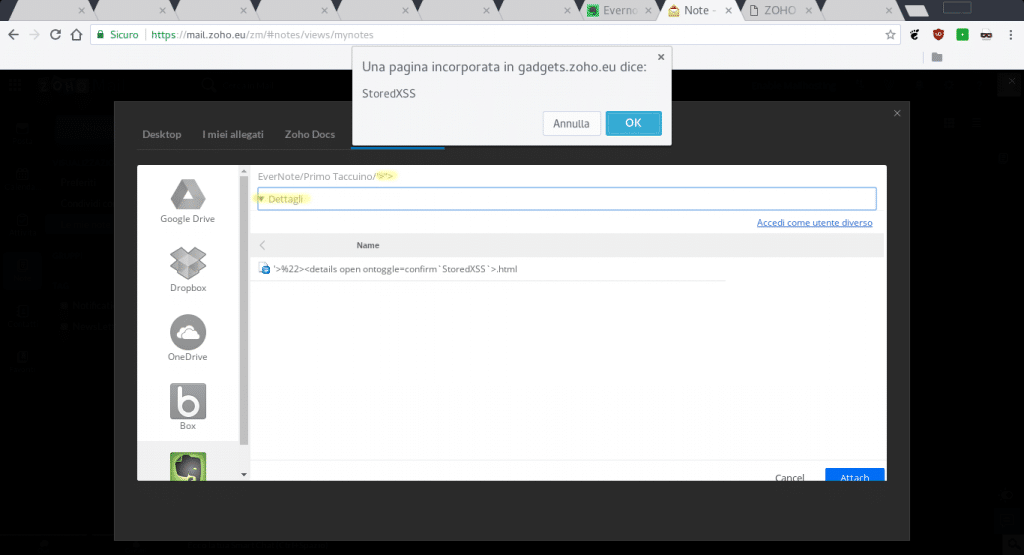 Everno
Note -
ZOHO
Sicuro
https://mail.zoho.eu/zm/#notes/views/mynotes
Una pagina incorporata in gadgets.zoho.eu dice:
StoredXSS
Annulla
OK
Desktop
I miei allegati
Zoho Docs
EverNote/Primo Taccuino/'>">
▼ Dettagli
Google Drive
Accedi come utente diverso
Name
'>%22><details open ontoggle=confirm`StoredXSS`>.html
Dropbox
OneDrive
Box
Cancel
Attach